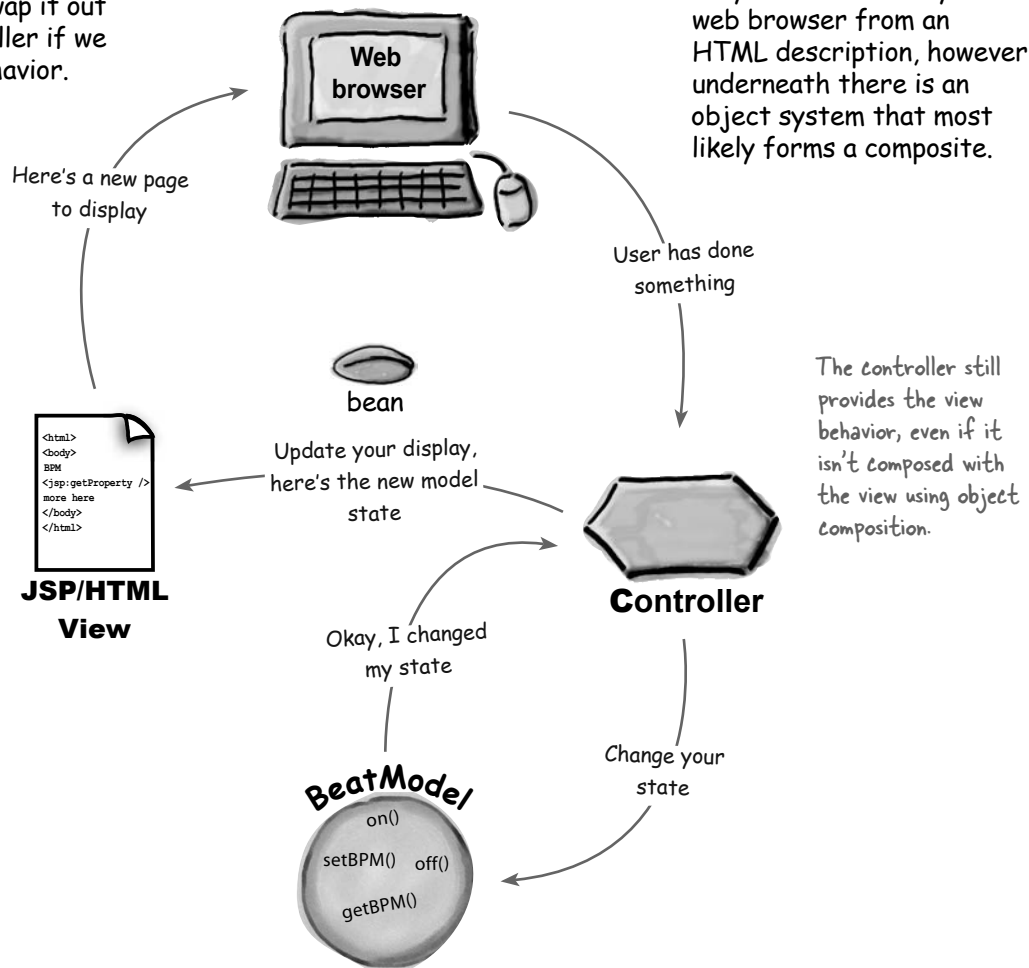 it out
ller if we
havior.
web browser from an
HTML description, however
underneath there is an
object system that most
likely forms a composite.
Web
browser
Here's a new page
to display
User has done
something
bean
Update your display,
here's the new model
state
The controller still
provides the view
behavior, even if it
isn't composed with
the view using object
composition.
<html>
<body>
BPM
<jsp:getProperty />
more here
</body>
</html>
JSP/HTML
View
Controller
Okay, I changed
my state
Change your
state
BeatModel
on()
setBPM() off()
getBPM()